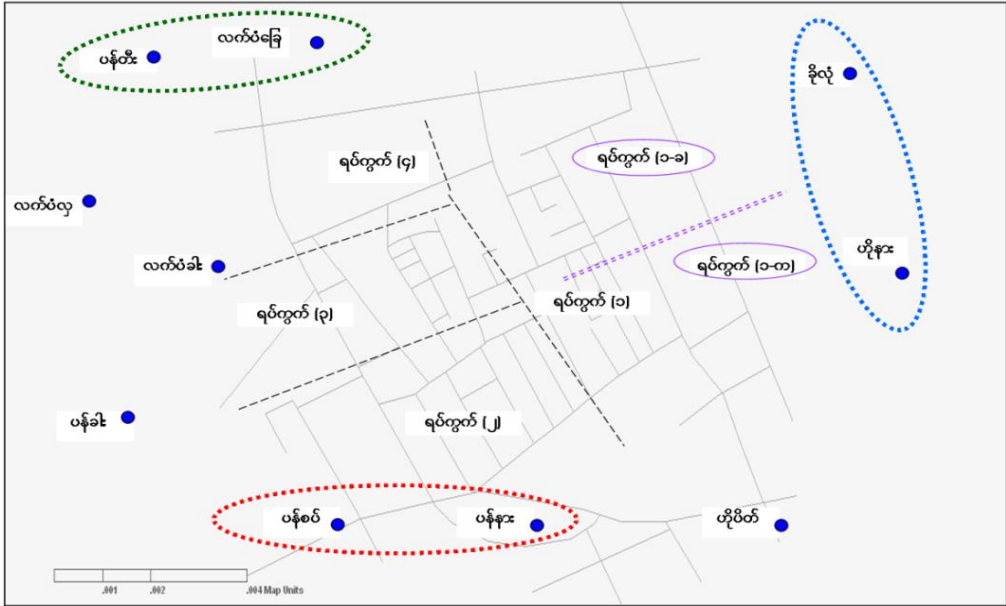 လက်ပံခြေ
ပန်တီး
ခိုလုံ
ရပ်ကွက် (၄)
ရပ်ကွက် (၁-ခ)
လက်ပံလှ
ဟိုနား
လက်ပံခါး
ရပ်ကွက် (၁-က)
ရပ်ကွက် (၃)
ရပ်ကွက် (၁)
ပန်ခါး
ရပ်ကွက် (၂)
ပန်စပ်
ပန်နား
ဟိုပိတ်
.001 .002 .004 Map Units